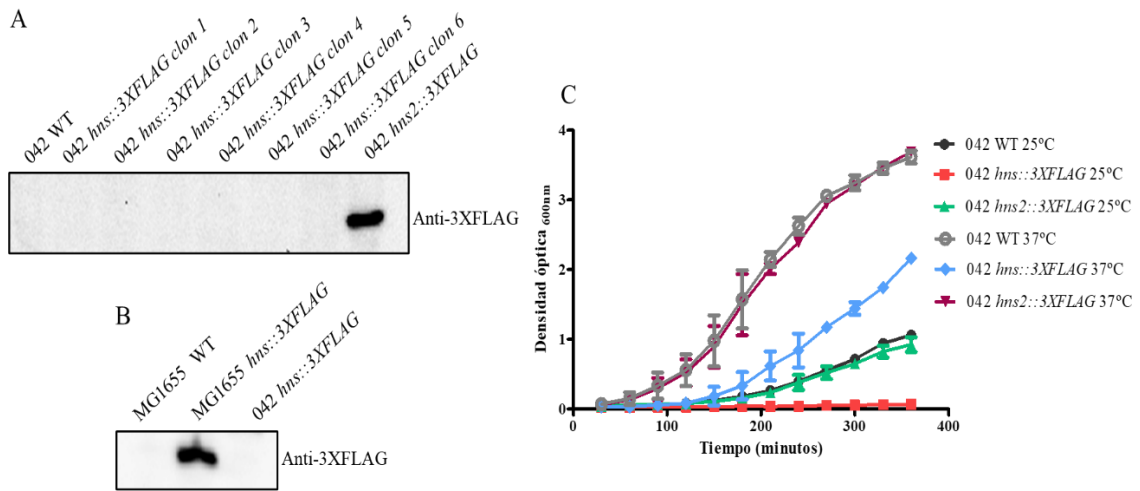 A
042 WT
042 hns::3XFLAG clon 1
042 hns::3XFLAG clon 2
042 hns::3XFLAG clon 3
042 hns::3XFLAG clon 4
042 hns::3XFLAG clon 5
042 hns::3XFLAG clon 6
042 hns2::3XFLAG
Anti-3XFLAG
B
MG1655 WT
MG1655 hns::3XFLAG
042 hns::3XFLAG
Anti-3XFLAG
C
Densidad óptica 600nm
4
3
2
1
0
0
100
200
300
400
Tiempo (minutos)
042 WT 25ºC
042 hns::3XFLAG 25ºC
042 hns2::3XFLAG 25ºC
042 WT 37ºC
042 hns::3XFLAG 37ºC
042 hns2::3XFLAG 37ºC